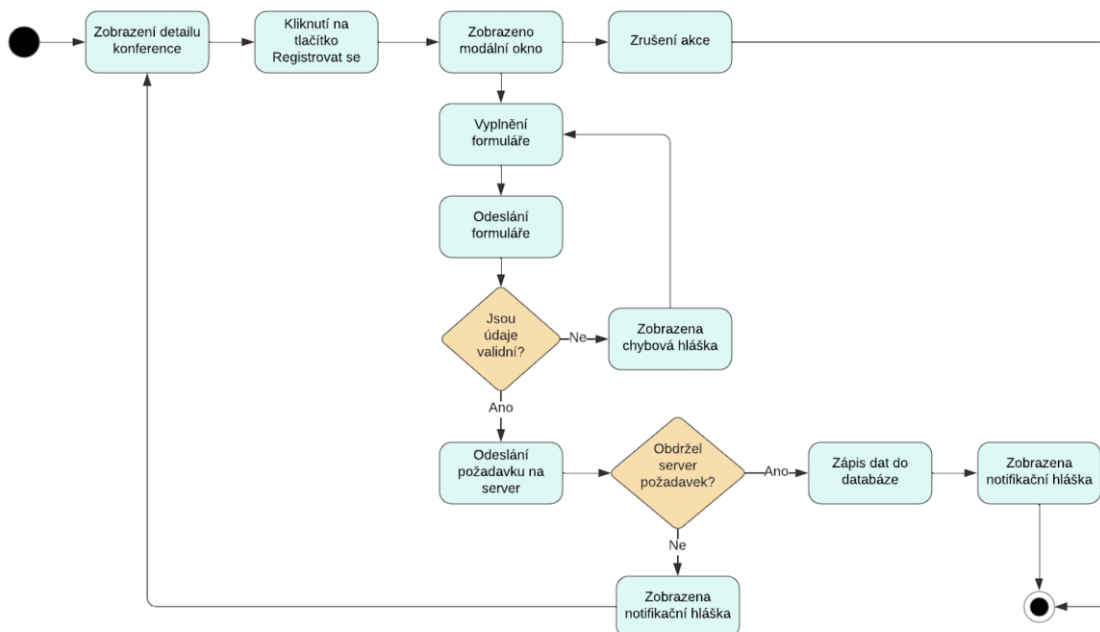 Zobrazení detailu
konference
Kliknutí na
tlačítko
Registrovat se
Zobrazeno
modální okno
Zrušení akce
Vyplnění
formuláře
Odeslání
formuláře
Jsou
údaje
validní?
Ne
Zobrazena
chybová hláška
Ano
Odeslání
požadavku na
server
Obdržel
server
požadavek?
Ano
Zápis dat do
databáze
Zobrazena
notifikační hláška
Ne
Zobrazena
notifikační hláška